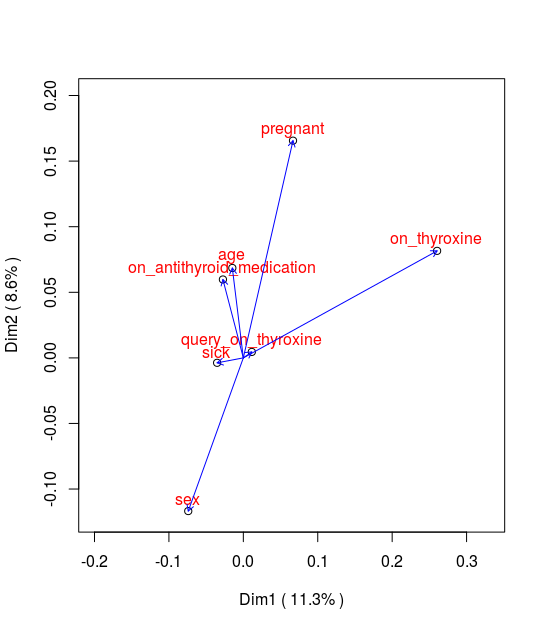 0.20
0.15
0.10
0.05
0.00
-0.05
-0.10
Dim2 ( 8.6% )
pregnant
on_thyroxine
age
on_antithyroid_medication
query_on_thyroxine
sick
sex
-0.2 -0.1 0.0 0.1 0.2 0.3
Dim1 ( 11.3% )